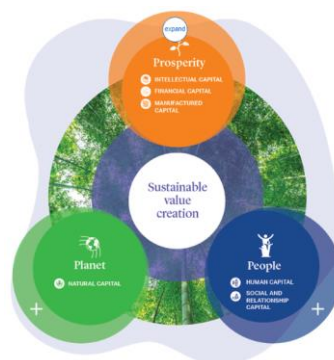 expand
Prosperity
INTELLECTUAL CAPITAL
FINANCIAL CAPITAL
MANUFACTURED
CAPITAL
Sustainable
value
creation
Planet
NATURAL CAPITAL
+
People
HUMAN CAPITAL
SOCIAL AND
RELATIONSHIP
CAPITAL
+